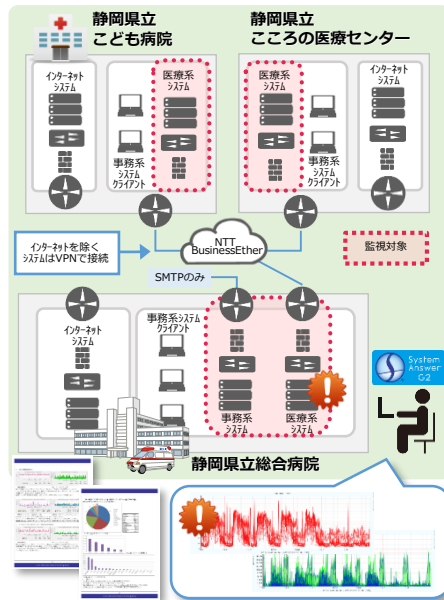 静岡県立
こども病院
静岡県立
こころの医療センター
インターネット
システム
医療系
システム
事務系
システム
クライアント
医療系
システム
事務系
システム
クライアント
インターネット
システム
インターネットを除く
システムはVPNで接続
NTT
BusinessEther
監視対象
SMTPのみ
インターネット
システム
事務系システム
クライアント
事務系
システム
医療系
システム
System
Answer
G2
静岡県立総合病院